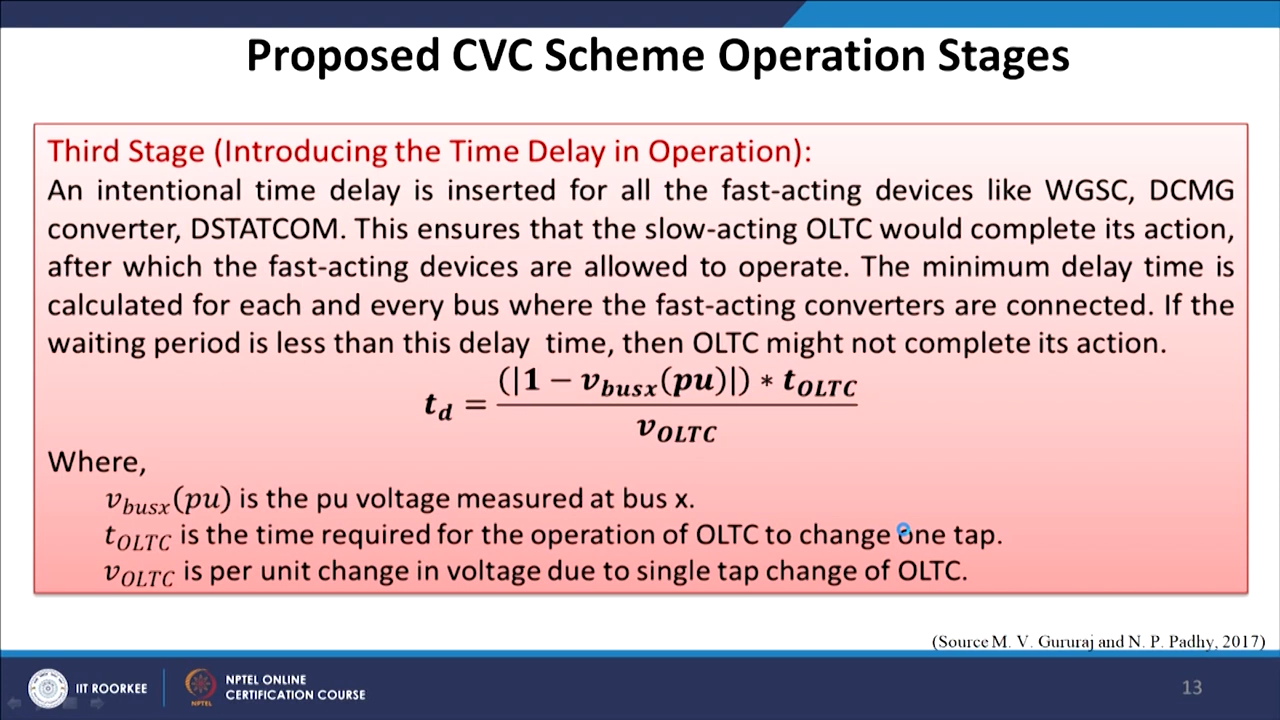 Proposed CVC Scheme Operation Stages
Third Stage (Introducing the Time Delay in Operation):
An intentional time delay is inserted for all the fast-acting devices like WGSC, DCMG
converter, DSTATCOM. This ensures that the slow-acting OLTC would complete its action,
after which the fast-acting devices are allowed to operate. The minimum delay time is
calculated for each and every bus where the fast-acting converters are connected. If the
waiting period is less than this delay time, then OLTC might not complete its action.
t_d = (|1 − v_busx(pu)|) ∗ t_OLTC / v_OLTC
Where,
v_busx(pu) is the pu voltage measured at bus x.
t_OLTC is the time required for the operation of OLTC to change one tap.
v_OLTC is per unit change in voltage due to single tap change of OLTC.
(Source M. V. Gururaj and N. P. Padhy, 2017)
IIT ROORKEE
NPTEL
NPTEL ONLINE
CERTIFICATION COURSE
13